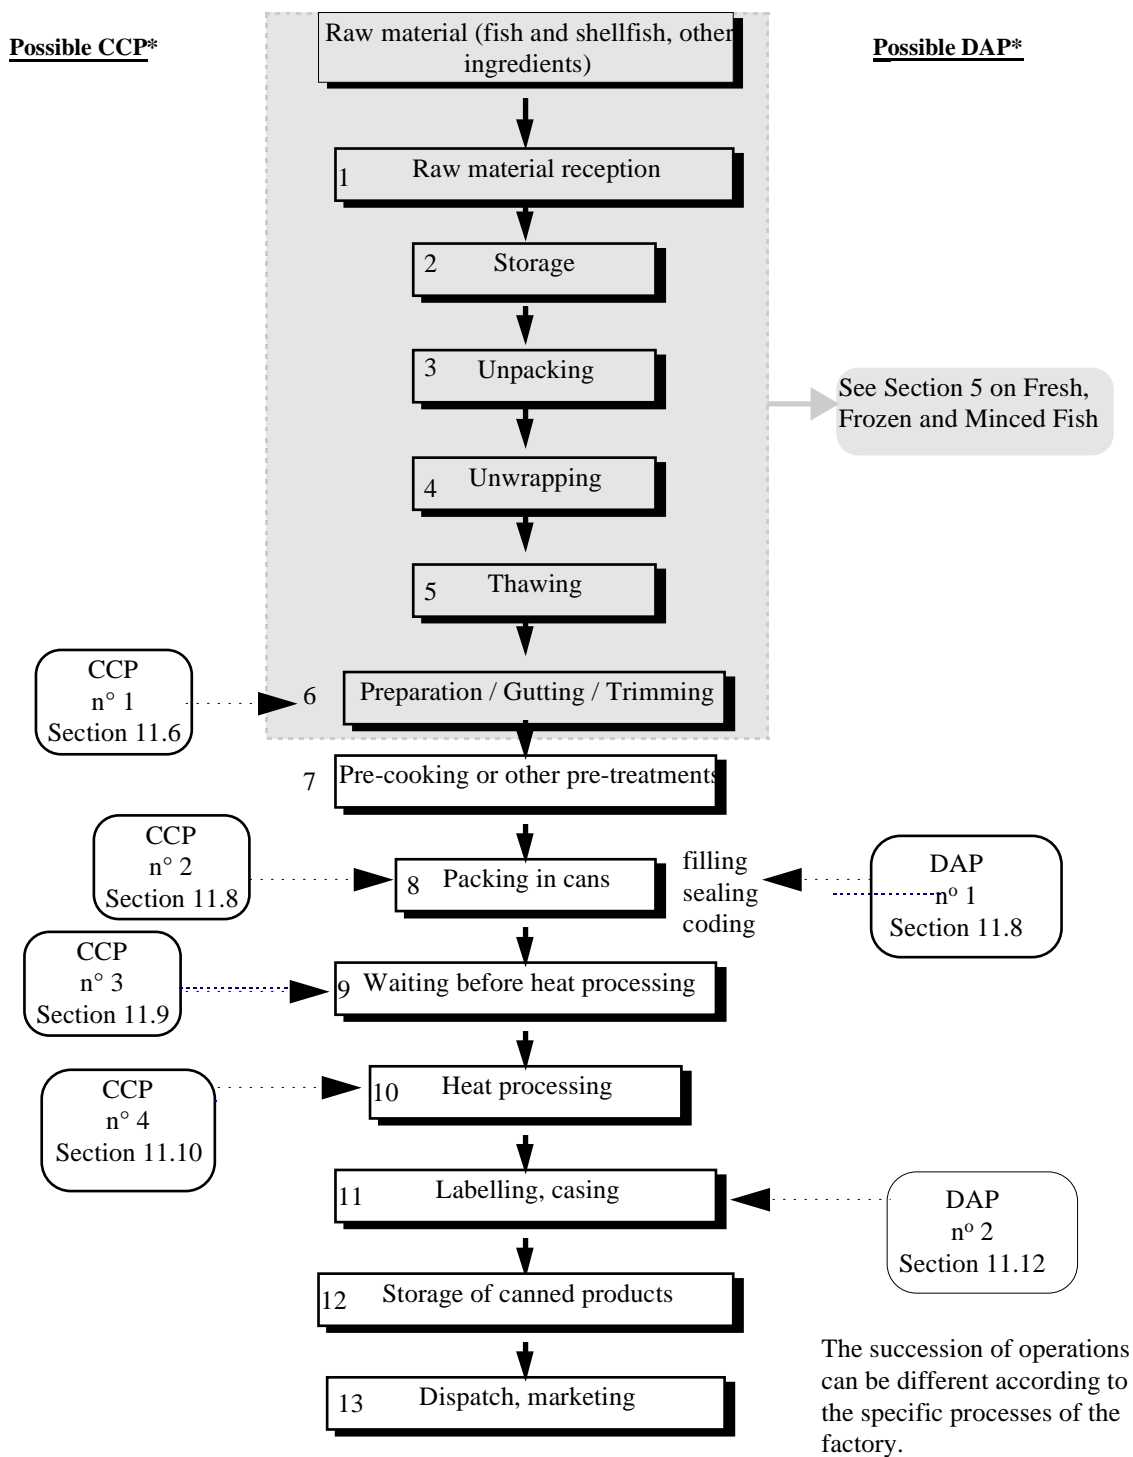 Possible CCP*
Raw material (fish and shellfish, other
ingredients)
Possible DAP*
1 Raw material reception
2 Storage
3 Unpacking
See Section 5 on Fresh,
Frozen and Minced Fish
4 Unwrapping
5 Thawing
CCP
n° 1
Section 11.6
6 Preparation / Gutting / Trimming
7 Pre-cooking or other pre-treatments
CCP
n° 2
Section 11.8
8 Packing in cans
filling
sealing
coding
DAP
nº 1
Section 11.8
CCP
n° 3
Section 11.9
9 Waiting before heat processing
CCP
n° 4
Section 11.10
10 Heat processing
11 Labelling, casing
DAP
nº 2
Section 11.12
12 Storage of canned products
13 Dispatch, marketing
The succession of operations
can be different according to
the specific processes of the
factory.